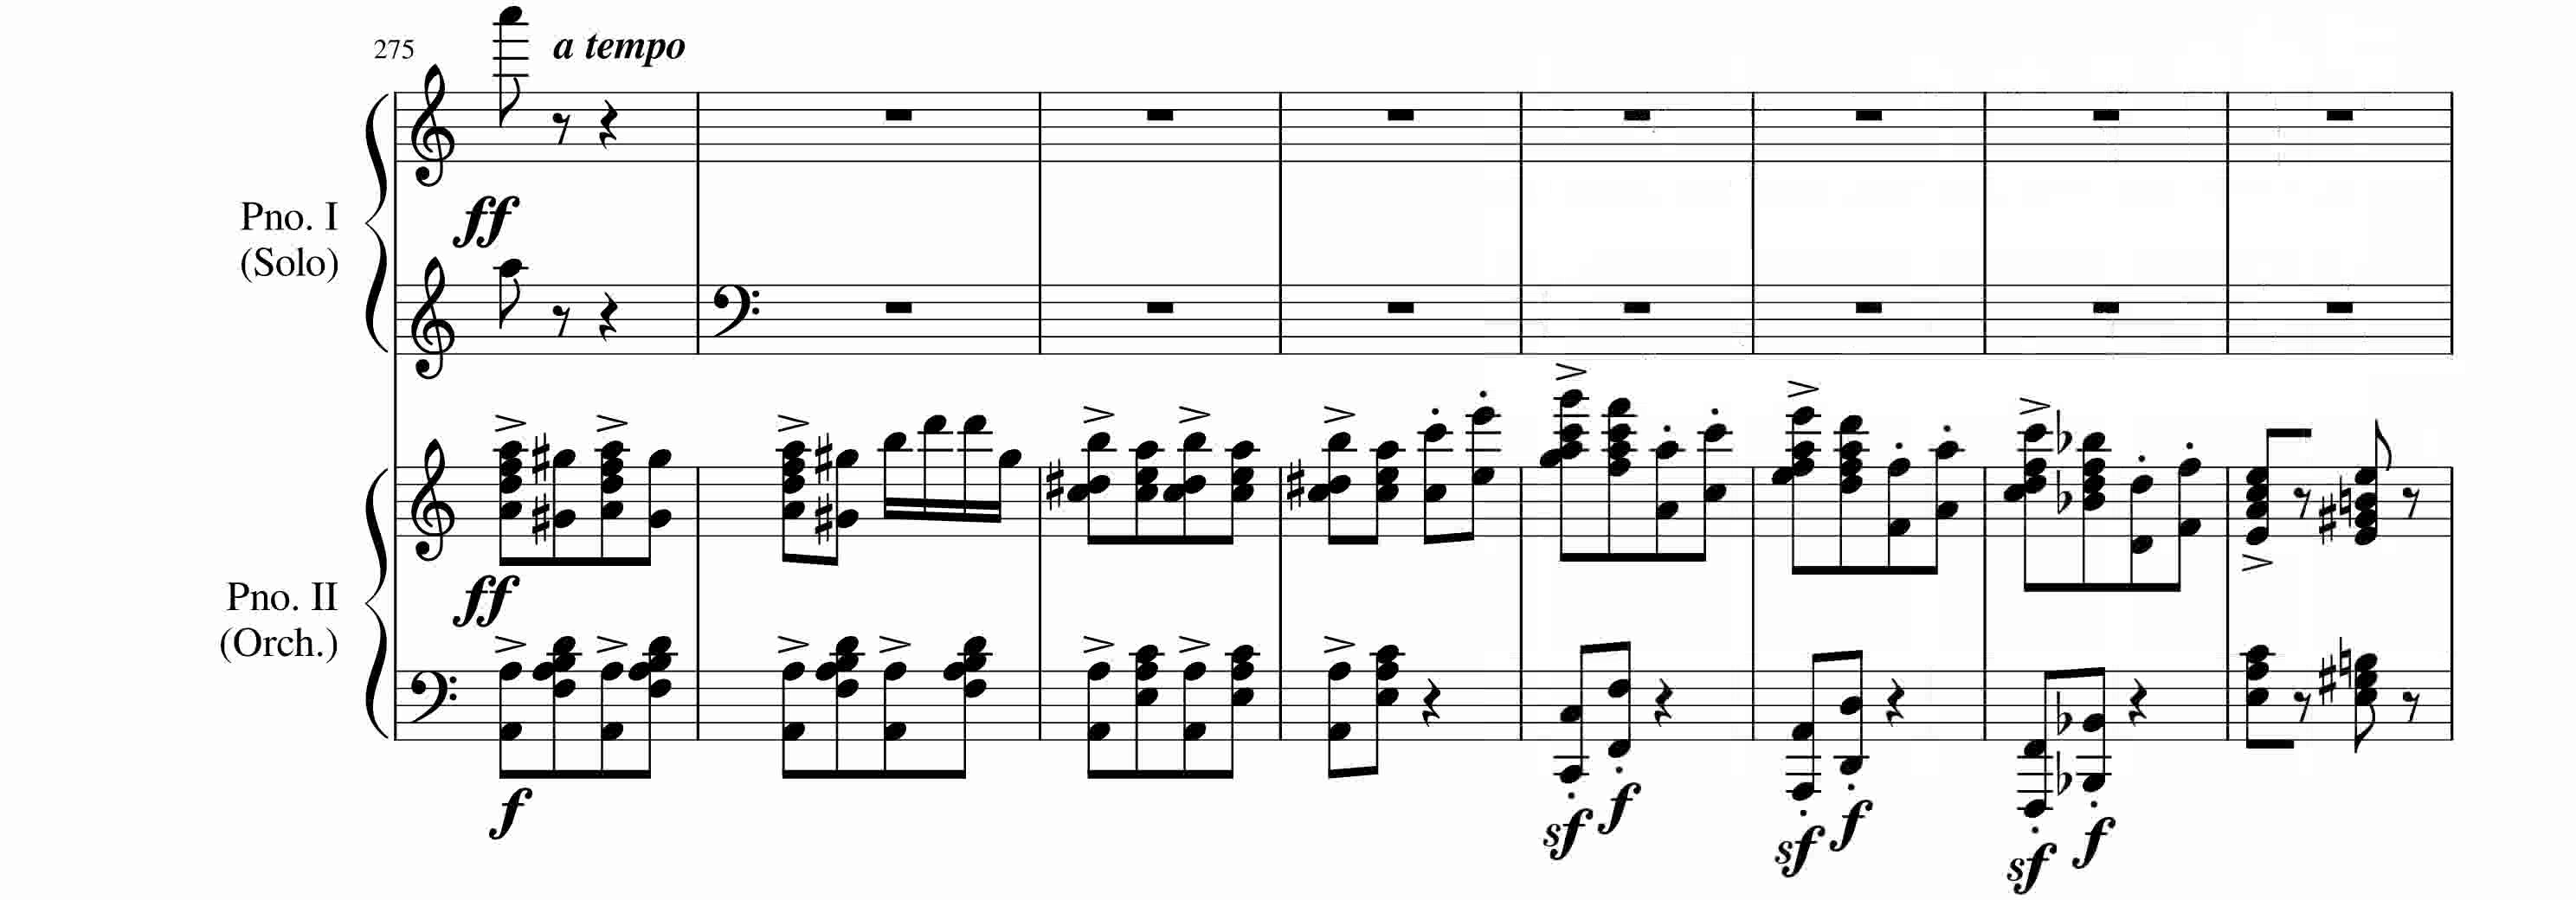 275
a tempo
ff
Pno. I
(Solo)
ff
Pno. II
(Orch.)
f
sf f
sf f
sf f